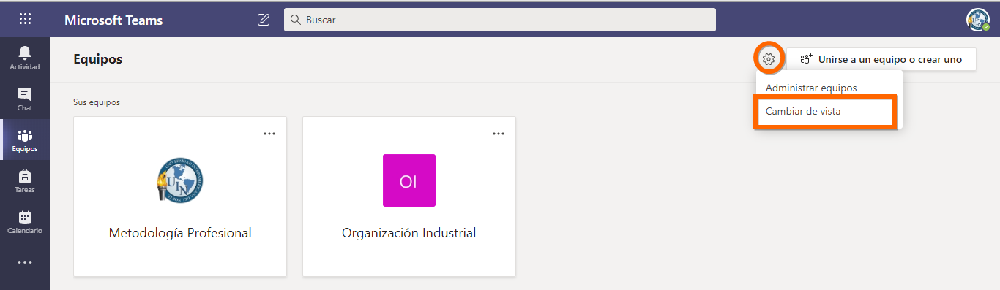 Microsoft Teams
Buscar
Actividad
Chat
Equipos
Tareas
Calendario
Equipos
Unirse a un equipo o crear uno
Administrar equipos
Cambiar de vista
Sus equipos
UIN
Metodología Profesional
OI
Organización Industrial